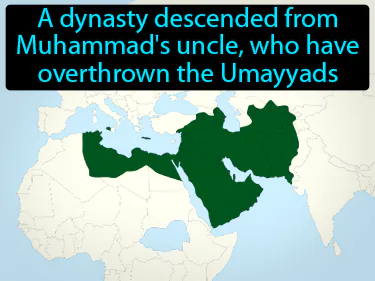 A dynasty descended from
Muhammad's uncle, who have
overthrown the Umayyads